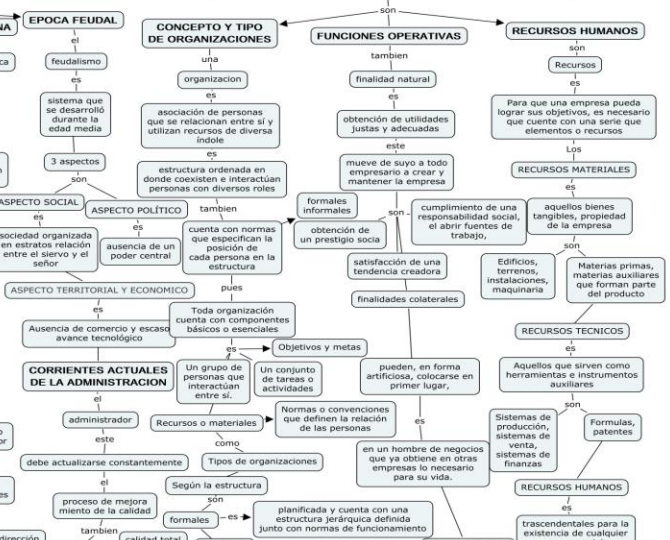 son
NA
EPOCA FEUDAL
CONCEPTO Y TIPO
DE ORGANIZACIONES
FUNCIONES OPERATIVAS
RECURSOS HUMANOS
el
una
tambien
son
ca
feudalismo
organizacion
finalidad natural
Recursos
es
es
es
es
sistema que
se desarrolló
durante la
edad media
asociación de personas
que se relacionan entre sí y
utilizan recursos de diversa
índole
obtención de utilidades
justas y adecuadas
Para que una empresa pueda
lograr sus objetivos, es necesario
que cuente con una serie que
elementos o recursos
es
este
Los
3 aspectos
estructura ordenada en
donde coexisten e interactúan
personas con diversos roles
mueve de suyo a todo
empresario a crear y
mantener la empresa
RECURSOS MATERIALES
son
es
ASPECTO SOCIAL
ASPECTO POLÍTICO
tambien
formales
informales
son
cumplimiento de una
responsabilidad social,
el abrir fuentes de
trabajo,
aquellos bienes
tangibles, propiedad
de la empresa
es
es
sociedad organizada
en estratos relación
entre el siervo y el
señor
ausencia de un
poder central
cuenta con normas
que especifican la
posición de
cada persona en la
estructura
obtención de
un prestigio socia
son
satisfacción de una
tendencia creadora
Edificios,
terrenos,
instalaciones,
maquinaria
Materias primas,
materias auxiliares
que forman parte
del producto
ASPECTO TERRITORIAL Y ECONOMICO
pues
finalidades colaterales
es
Toda organización
cuenta con componentes
básicos o esenciales
Ausencia de comercio y escaso
avance tecnológico
RECURSOS TECNICOS
es
Objetivos y metas
es
CORRIENTES ACTUALES
DE LA ADMINISTRACION
Un grupo de
personas que
interactúan
entre sí.
Un conjunto
de tareas o
actividades
pueden, en forma
artificiosa, colocarse en
primer lugar,
Aquellos que sirven como
herramientas e instrumentos
auxiliares
el
son
administrador
Recursos o materiales
Normas o convenciones
que definen la relación
de las personas
es
Sistemas de
producción,
sistemas de
venta,
sistemas de
finanzas
Formulas,
patentes
or
este
como
debe actualizarse constantemente
Tipos de organizaciones
en un hombre de negocios
que ya obtiene en otras
empresas lo necesario
para su vida.
el
Según la estructura
RECURSOS HUMANOS
es
proceso de mejora
miento de la calidad
són
es
formales
es
planificada y cuenta con una
estructura jerárquica definida
junto con normas de funcionamiento
trascendentales para la
existencia de cualquier
tambien
dirección
calidad total